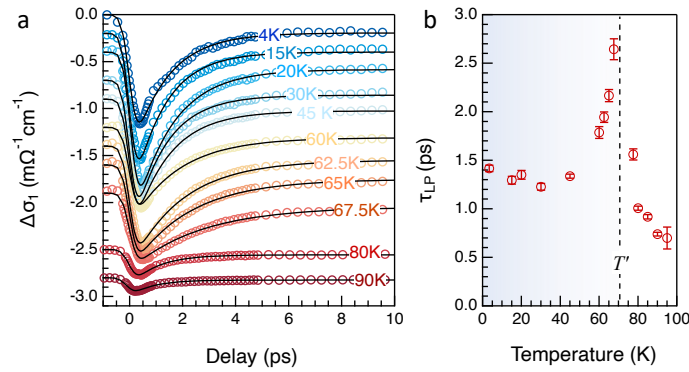 a
0.0
-0.5
-1.0
-1.5
-2.0
-2.5
-3.0
Δσ₁ (mΩ⁻¹ cm⁻¹)
4K
15K
20K
30K
45 K
60K
62.5K
65K
67.5K
80K
90K
0 2 4 6 8 10
Delay (ps)
b
3.0
2.5
2.0
1.5
1.0
0.5
0.0
τLP (ps)
T'
0 20 40 60 80 100
Temperature (K)